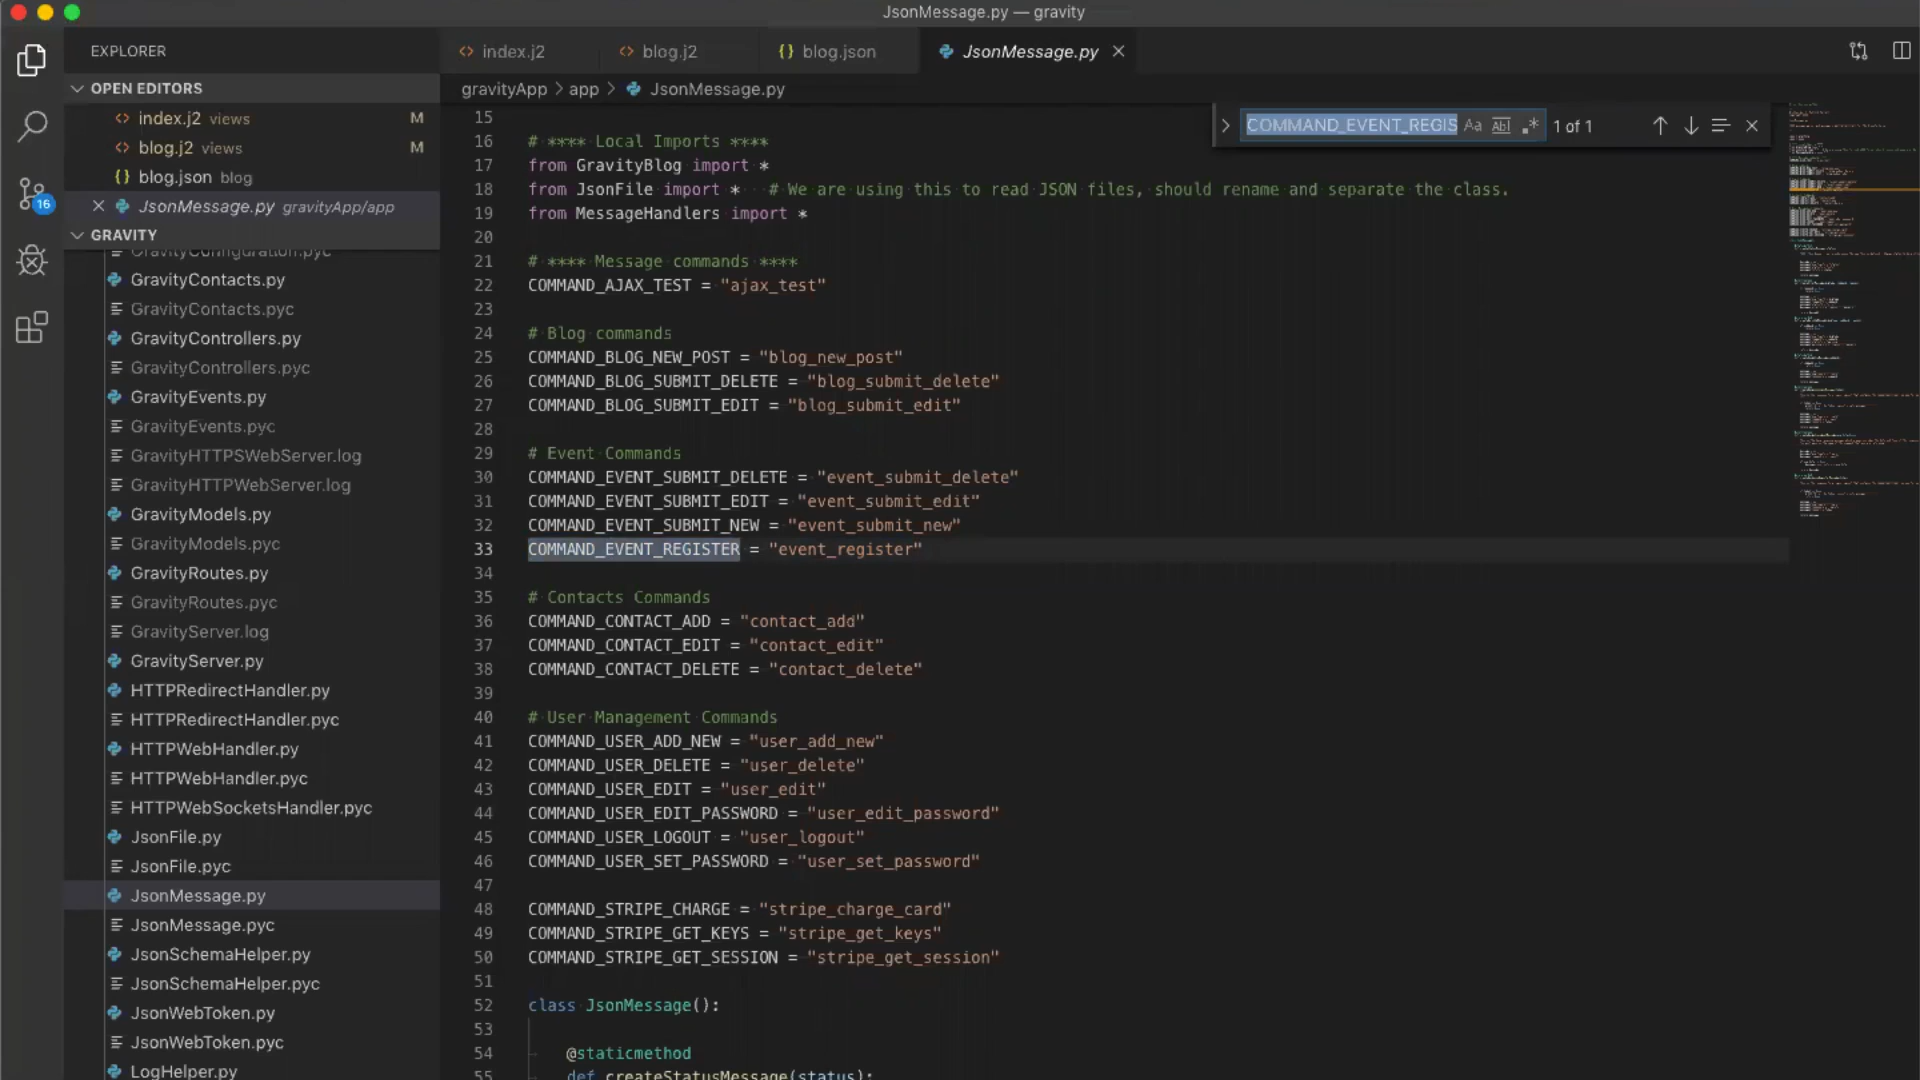 JsonMessage.py — gravity
EXPLORER
OPEN EDITORS
index.j2 views M
blog.j2 views M
blog.json blog
JsonMessage.py gravityApp/app
16
GRAVITY
GravityConfiguration.pyc
GravityContacts.py
GravityContacts.pyc
GravityControllers.py
GravityControllers.pyc
GravityEvents.py
GravityEvents.pyc
GravityHTTPSWebServer.log
GravityHTTPWebServer.log
GravityModels.py
GravityModels.pyc
GravityRoutes.py
GravityRoutes.pyc
GravityServer.log
GravityServer.py
HTTPRedirectHandler.py
HTTPRedirectHandler.pyc
HTTPWebHandler.py
HTTPWebHandler.pyc
HTTPWebSocketsHandler.pyc
JsonFile.py
JsonFile.pyc
JsonMessage.py
JsonMessage.pyc
JsonSchemaHelper.py
JsonSchemaHelper.pyc
JsonWebToken.py
JsonWebToken.pyc
LogHelper.py
<> index.j2 <> blog.j2 {} blog.json JsonMessage.py
gravityApp > app > JsonMessage.py
COMMAND_EVENT_REGIS Aa Abl .* 1 of 1
15
16 # **** Local Imports ****
17 from GravityBlog import *
18 from JsonFile import * # We are using this to read JSON files, should rename and separate the class.
19 from MessageHandlers import *
20
21 # **** Message commands ****
22 COMMAND_AJAX_TEST = "ajax_test"
23
24 # Blog commands
25 COMMAND_BLOG_NEW_POST = "blog_new_post"
26 COMMAND_BLOG_SUBMIT_DELETE = "blog_submit_delete"
27 COMMAND_BLOG_SUBMIT_EDIT = "blog_submit_edit"
28
29 # Event Commands
30 COMMAND_EVENT_SUBMIT_DELETE = "event_submit_delete"
31 COMMAND_EVENT_SUBMIT_EDIT = "event_submit_edit"
32 COMMAND_EVENT_SUBMIT_NEW = "event_submit_new"
33 COMMAND_EVENT_REGISTER = "event_register"
34
35 # Contacts Commands
36 COMMAND_CONTACT_ADD = "contact_add"
37 COMMAND_CONTACT_EDIT = "contact_edit"
38 COMMAND_CONTACT_DELETE = "contact_delete"
39
40 # User Management Commands
41 COMMAND_USER_ADD_NEW = "user_add_new"
42 COMMAND_USER_DELETE = "user_delete"
43 COMMAND_USER_EDIT = "user_edit"
44 COMMAND_USER_EDIT_PASSWORD = "user_edit_password"
45 COMMAND_USER_LOGOUT = "user_logout"
46 COMMAND_USER_SET_PASSWORD = "user_set_password"
47
48 COMMAND_STRIPE_CHARGE = "stripe_charge_card"
49 COMMAND_STRIPE_GET_KEYS = "stripe_get_keys"
50 COMMAND_STRIPE_GET_SESSION = "stripe_get_session"
51
52 class JsonMessage():
53
54 @staticmethod
55 def createStatusMessage(status):